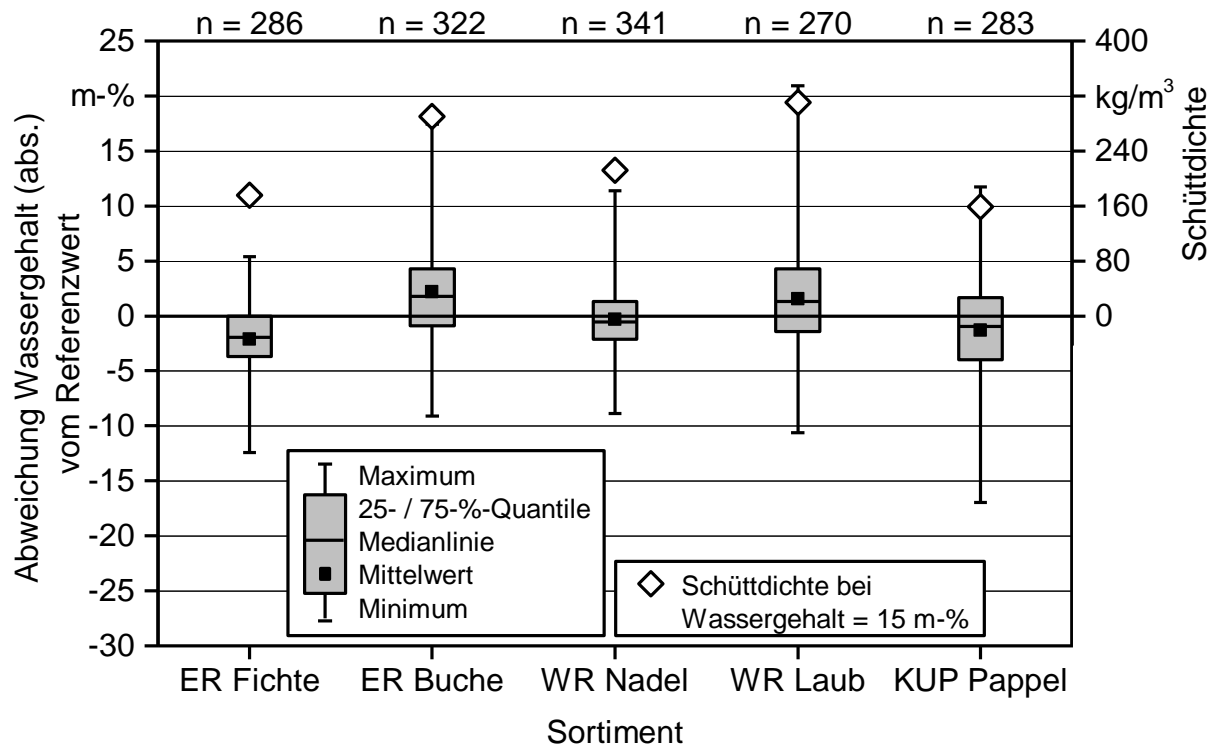 n = 286 n = 322 n = 341 n = 270 n = 283
25
m-%
15
10
5
0
-5
-10
-15
-20
-25
-30
Abweichung Wassergehalt (abs.)
vom Referenzwert
400
kg/m³
240
160
80
0
Schüttdichte
Maximum
25- / 75-%-Quantile
Medianlinie
Mittelwert
Minimum
Schüttdichte bei
Wassergehalt = 15 m-%
ER Fichte ER Buche WR Nadel WR Laub KUP Pappel
Sortiment